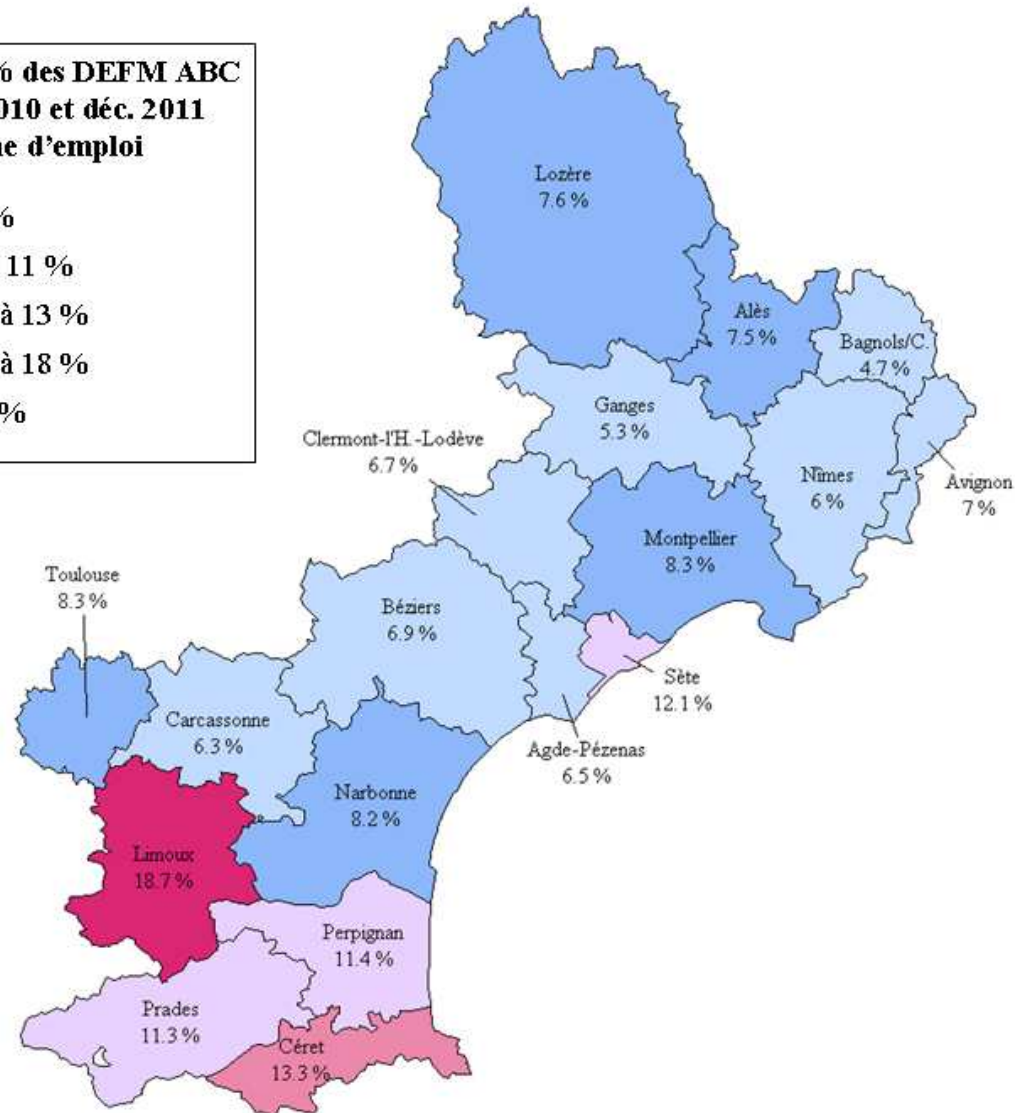 % des DEFM ABC
010 et déc. 2011
d'emploi
%
11 %
à 13 %
à 18 %
%
Lozère
7.6 %
Alès
7.5 %
Bagnols/C.
4.7 %
Ganges
5.3 %
Clermont-l'H.-Lodève
6.7 %
Nîmes
6 %
Avignon
7 %
Montpellier
8.3 %
Toulouse
8.3 %
Béziers
6.9 %
Sète
12.1 %
Carcassonne
6.3 %
Agde-Pézenas
6.5 %
Narbonne
8.2 %
Limoux
18.7 %
Perpignan
11.4 %
Prades
11.3 %
Céret
13.3 %